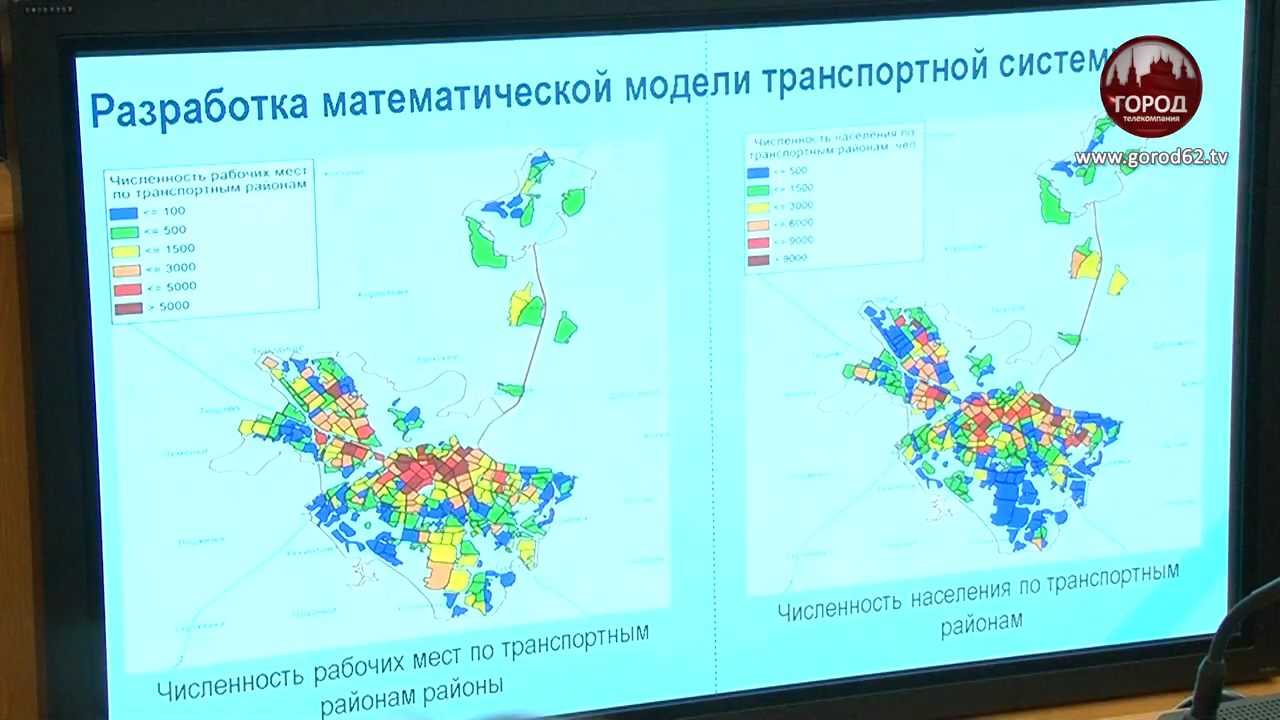 Разработка математической модели транспортной систем
ГОРОД
телекомпания
www.gorod62.tv
Численность рабочих мест
по транспортным районам
<= 100
<= 500
<= 1500
<= 3000
<= 5000
> 5000
Численность населения по
транспортным районам чел
<= 500
<= 1500
<= 3000
<= 6000
<= 9000
> 9000
Численность рабочих мест по транспортным
районам районы
Численность населения по транспортным
районам